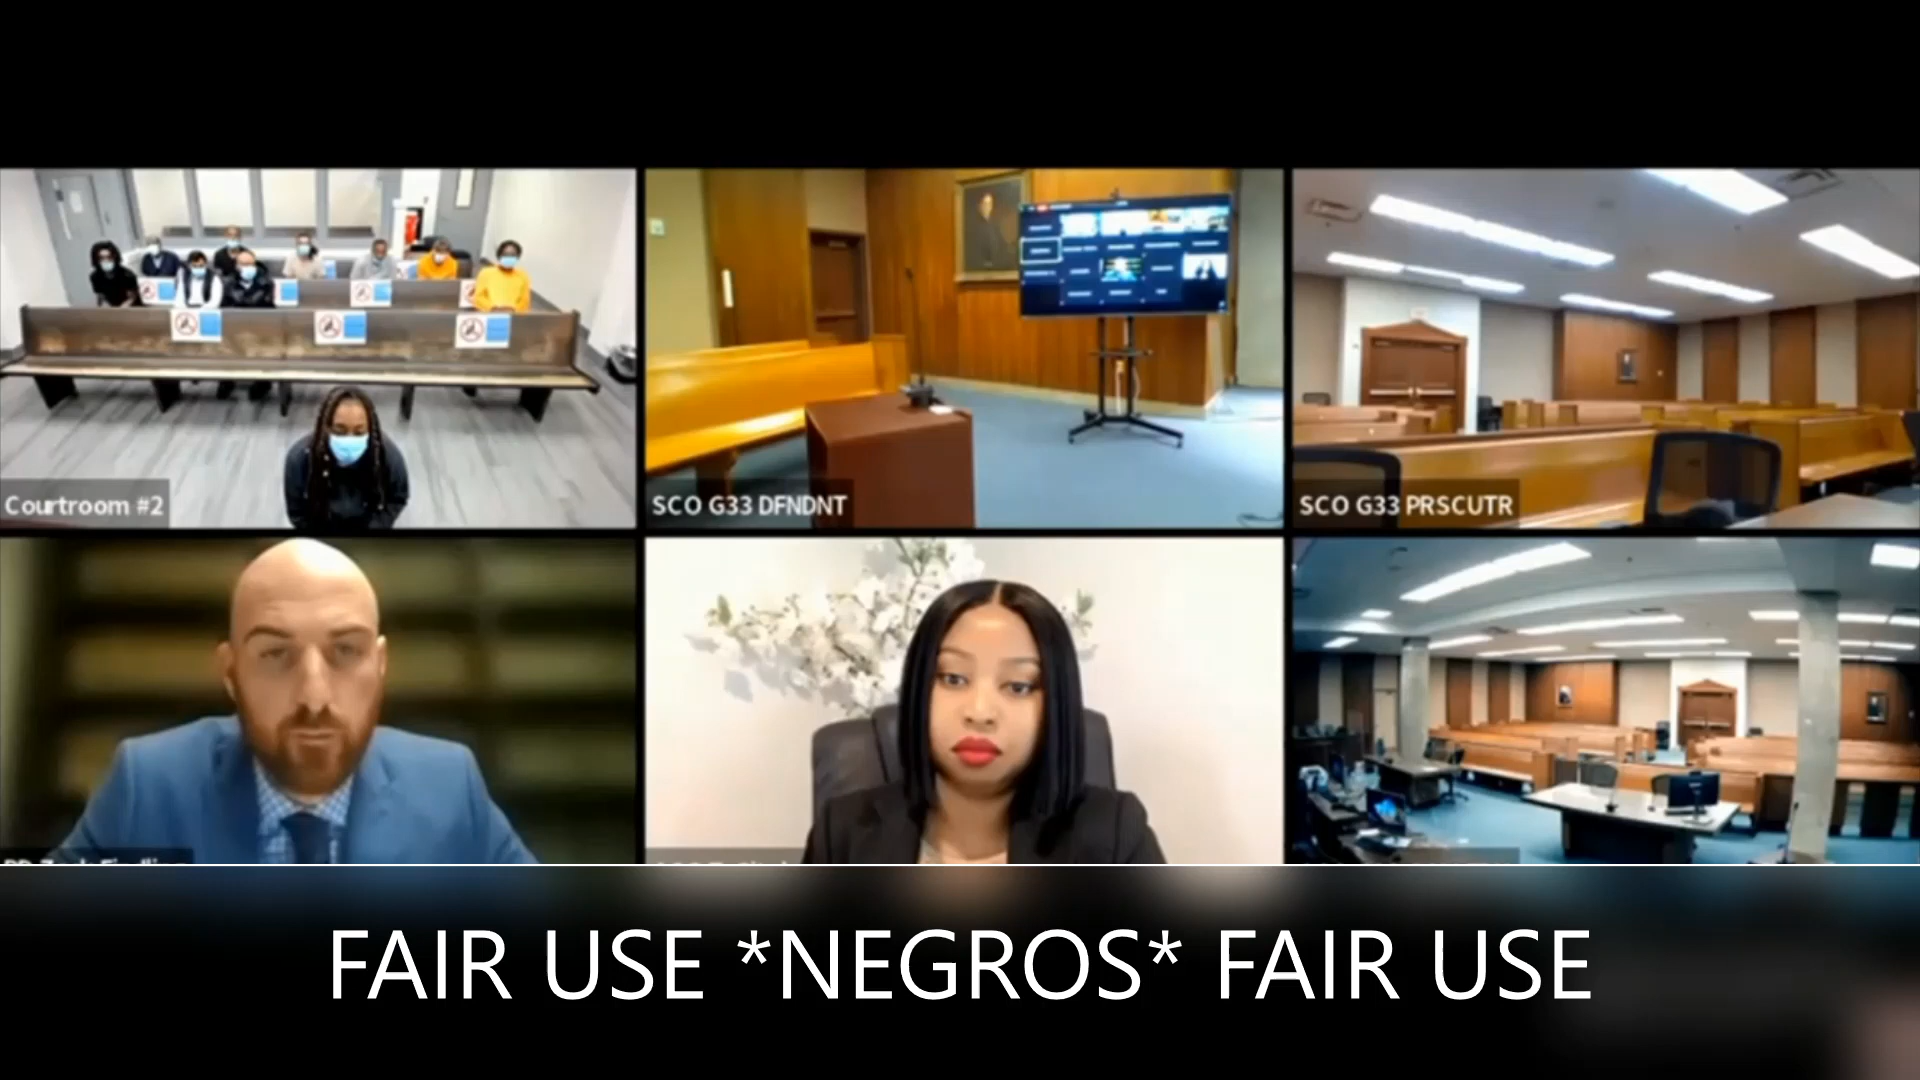 Courtroom #2
SCO G33 DFNDNT
SCO G33 PRSCUTR
FAIR USE *NEGROS* FAIR USE